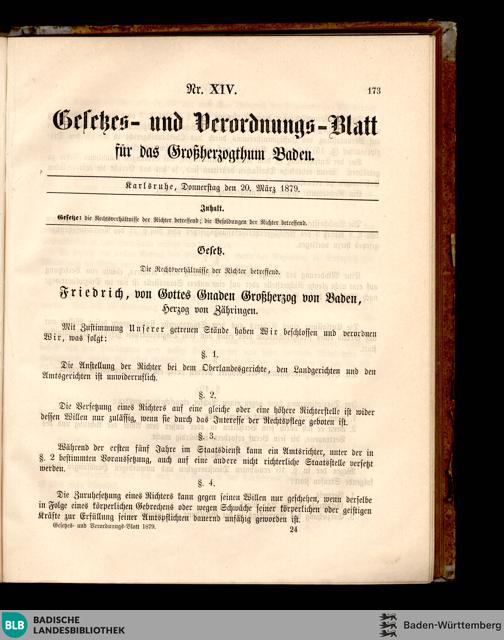 Nr. XIV. 173
Gesetzes- und Verordnungs-Blatt
für das Großherzogthum Baden.
Karlsruhe, Donnerstag den 20. März 1879.
Inhalt.
Gesetze: die Rechtsverhältnisse der Richter betreffend; die Besoldungen der Richter betreffend.
Gesetz.
Die Rechtsverhältnisse der Richter betreffend.
Friedrich, von Gottes Gnaden Großherzog von Baden,
Herzog von Zähringen.
Mit Zustimmung Unserer getreuen Stände haben Wir beschlossen und verordnen
Wir, was folgt:
§. 1.
Die Anstellung der Richter bei dem Oberlandesgerichte, den Landgerichten und den
Amtsgerichten ist unwiderruflich.
§. 2.
Die Versetzung eines Richters auf eine gleiche oder eine höhere Richterstelle ist wider
dessen Willen nur zulässig, wenn sie durch das Interesse der Rechtspflege geboten ist.
§. 3.
Während der ersten fünf Jahre im Staatsdienst kann ein Amtsrichter, unter der in
§. 2 bestimmten Voraussetzung, auch auf eine andere nicht richterliche Staatsstelle versetzt
werden.
§. 4.
Die Zuruhesetzung eines Richters kann gegen seinen Willen nur geschehen, wenn derselbe
in Folge eines körperlichen Gebrechens oder wegen Schwäche seiner körperlichen oder geistigen
Kräfte zur Erfüllung seiner Amtspflichten dauernd unfähig geworden ist.
Gesetzes- und Verordnungs-Blatt 1879. 24
BLB BADISCHE
LANDESBIBLIOTHEK
Baden-Württemberg